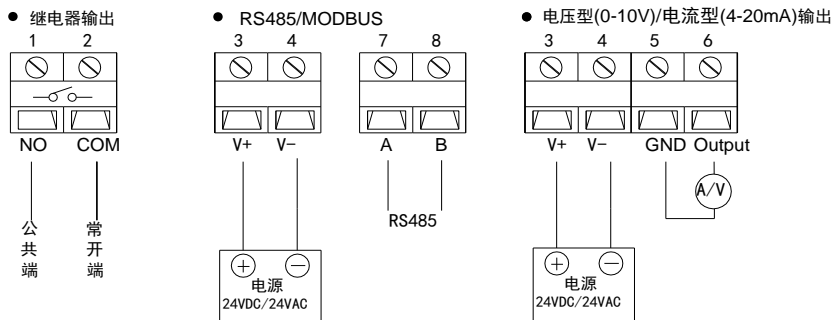 ● 继电器输出
1 2
NO COM
公共端
常开端
● RS485/MODBUS
3 4 7 8
V+ V- A B
RS485
+ −
电源
24VDC/24VAC
● 电压型(0-10V)/电流型(4-20mA)输出
3 4 5 6
V+ V- GND Output
A/V
+ −
电源
24VDC/24VAC